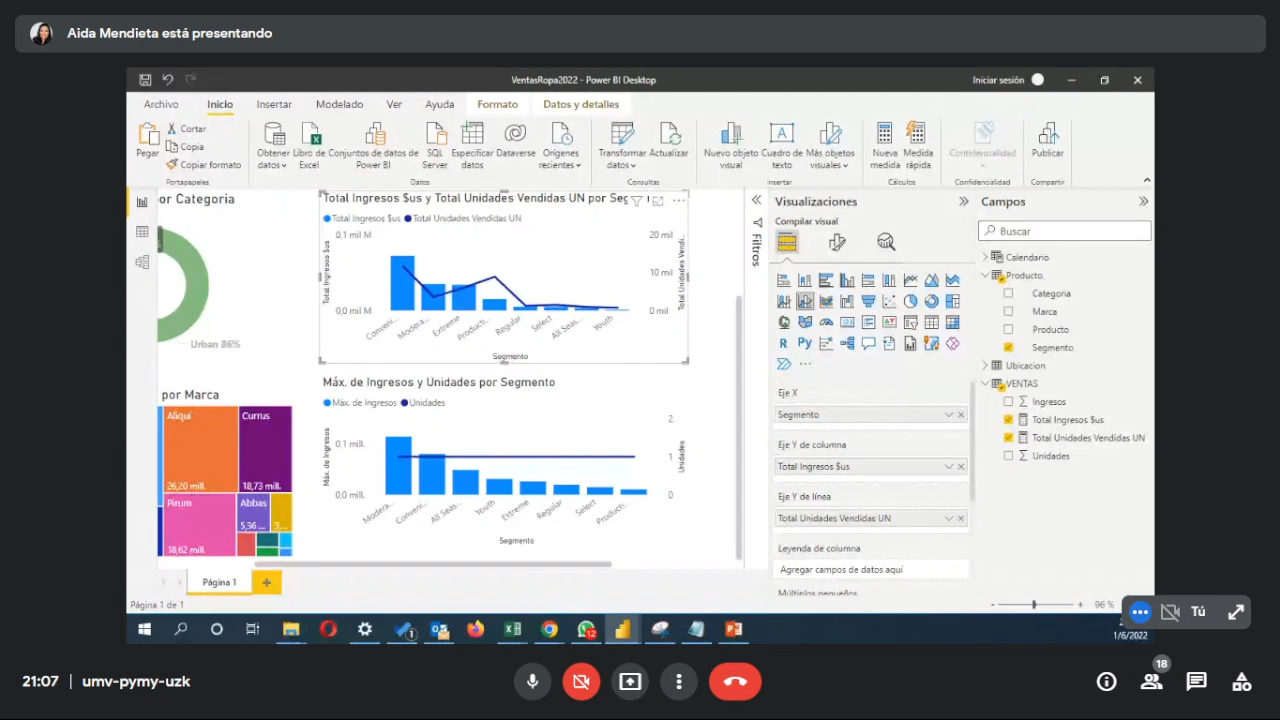 Aida Mendieta está presentando
VentasRopa2022 - Power BI Desktop
Iniciar sesión
Archivo Inicio Insertar Modelado Ver Ayuda Formato Datos y detalles
Pegar
Cortar
Copia
Copiar formato
Portapapeles
Obtener datos
Libro de Excel
Conjuntos de datos de Power BI
SQL Server
Especificar datos
Dataverse
Orígenes recientes
Datos
Transformar datos
Actualizar
Consultas
Nuevo objeto visual
Cuadro de texto
Más objetos visuales
Insertar
Nueva medida
Medida rápida
Cálculos
Confidencialidad
Confidencialidad
Publicar
Compartir
or Categoria
Urban 86%
por Marca
Aliqui
26,20 mill.
Currus
18,73 mill.
Pirum
18,62 mill.
Abbas
5,36 ...
3...
Total Ingresos $us y Total Unidades Vendidas UN por Seg
Total Ingresos $us Total Unidades Vendidas UN
Total Ingresos $us
0,1 mil M
0,0 mil M
20 mil
10 mil
0 mil
Total Unidades Vendi...
Conveni... Modera... Extreme Producti... Regular Select All Seas... Youth
Segmento
Máx. de Ingresos y Unidades por Segmento
Máx. de Ingresos Unidades
Máx. de Ingresos
0,1 mill.
0,0 mill.
2
1
0
Unidades
Modera... Conveni... All Seas... Youth Extreme Regular Select Producti...
Segmento
Filtros
Visualizaciones
Compilar visual
R Py
Eje X
Segmento
Eje Y de columna
Total Ingresos $us
Eje Y de línea
Total Unidades Vendidas UN
Leyenda de columna
Agregar campos de datos aquí
Múltiplos pequeños
Campos
Buscar
Calendario
Producto
Categoria
Marca
Producto
Segmento
Ubicacion
VENTAS
Ingresos
Total Ingresos $us
Total Unidades Vendidas UN
Unidades
Página 1
Página 1 de 1
96 %
Tú
1
12
1/6/2022
21:07 | umv-pymy-uzk
18